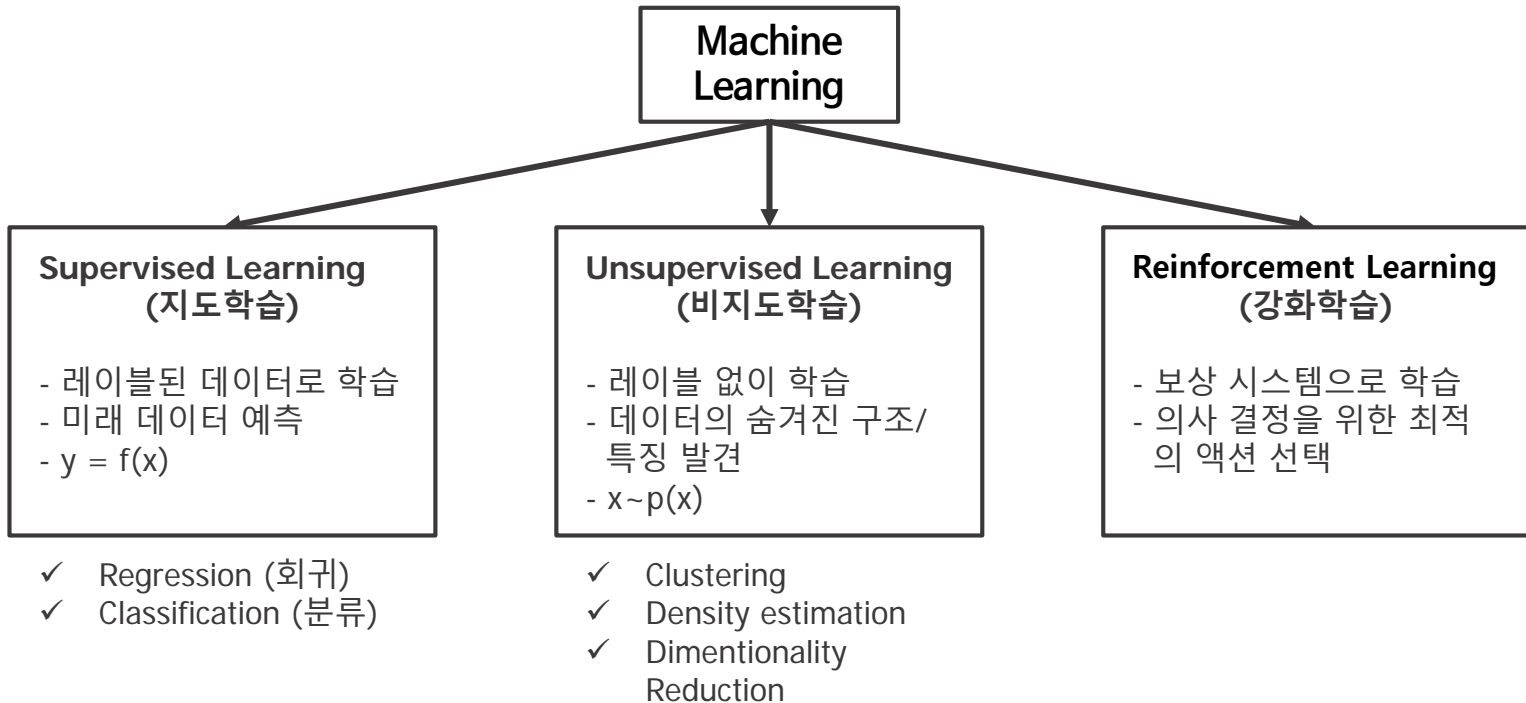 Machine
Learning
Supervised Learning
(지도학습)
- 레이블된 데이터로 학습
- 미래 데이터 예측
- y = f(x)
✓ Regression (회귀)
✓ Classification (분류)
Unsupervised Learning
(비지도학습)
- 레이블 없이 학습
- 데이터의 숨겨진 구조/
특징 발견
- x~p(x)
✓ Clustering
✓ Density estimation
✓ Dimentionality
Reduction
Reinforcement Learning
(강화학습)
- 보상 시스템으로 학습
- 의사 결정을 위한 최적
의 액션 선택